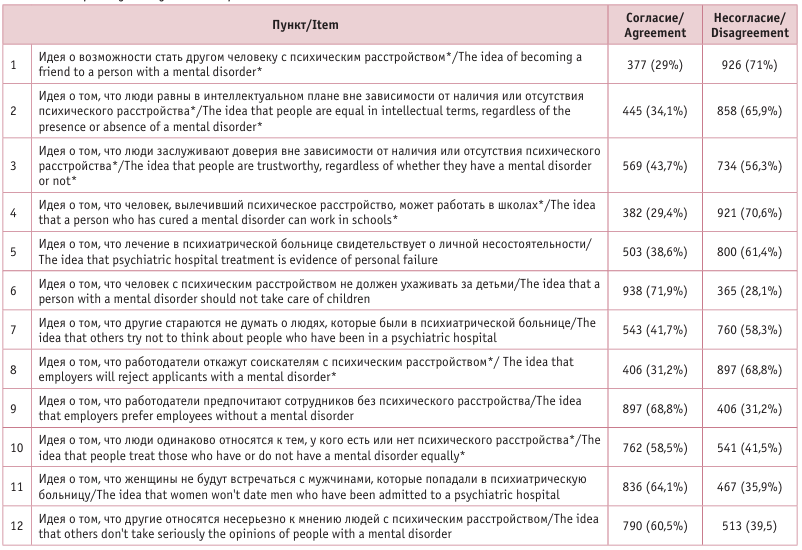 Пункт/Item
Согласие/
Agreement
Несогласие/
Disagreement
1
Идея о возможности стать другом человеку с психическим расстройством*/The idea of becoming a
friend to a person with a mental disorder*
377 (29%)
926 (71%)
2
Идея о том, что люди равны в интеллектуальном плане вне зависимости от наличия или отсутствия
психического расстройства*/The idea that people are equal in intellectual terms, regardless of the
presence or absence of a mental disorder*
445 (34,1%)
858 (65,9%)
3
Идея о том, что люди заслуживают доверия вне зависимости от наличия или отсутствия психического
расстройства*/The idea that people are trustworthy, regardless of whether they have a mental disorder
or not*
569 (43,7%)
734 (56,3%)
4
Идея о том, что человек, вылечивший психическое расстройство, может работать в школах*/The idea
that a person who has cured a mental disorder can work in schools*
382 (29,4%)
921 (70,6%)
5
Идея о том, что лечение в психиатрической больнице свидетельствует о личной несостоятельности/
The idea that psychiatric hospital treatment is evidence of personal failure
503 (38,6%)
800 (61,4%)
6
Идея о том, что человек с психическим расстройством не должен ухаживать за детьми/The idea that a
person with a mental disorder should not take care of children
938 (71,9%)
365 (28,1%)
7
Идея о том, что другие стараются не думать о людях, которые были в психиатрической больнице/The
idea that others try not to think about people who have been in a psychiatric hospital
543 (41,7%)
760 (58,3%)
8
Идея о том, что работодатели откажут соискателям с психическим расстройством*/ The idea that
employers will reject applicants with a mental disorder*
406 (31,2%)
897 (68,8%)
9
Идея о том, что работодатели предпочитают сотрудников без психического расстройства/The idea
that employers prefer employees without a mental disorder
897 (68,8%)
406 (31,2%)
10
Идея о том, что люди одинаково относятся к тем, у кого есть или нет психического расстройства*/The
idea that people treat those who have or do not have a mental disorder equally*
762 (58,5%)
541 (41,5%)
11
Идея о том, что женщины не будут встречаться с мужчинами, которые попадали в психиатрическую
больницу/The idea that women won't date men who have been admitted to a psychiatric hospital
836 (64,1%)
467 (35,9%)
12
Идея о том, что другие относятся несерьезно к мнению людей с психическим расстройством/The idea
that others don't take seriously the opinions of people with a mental disorder
790 (60,5%)
513 (39,5)